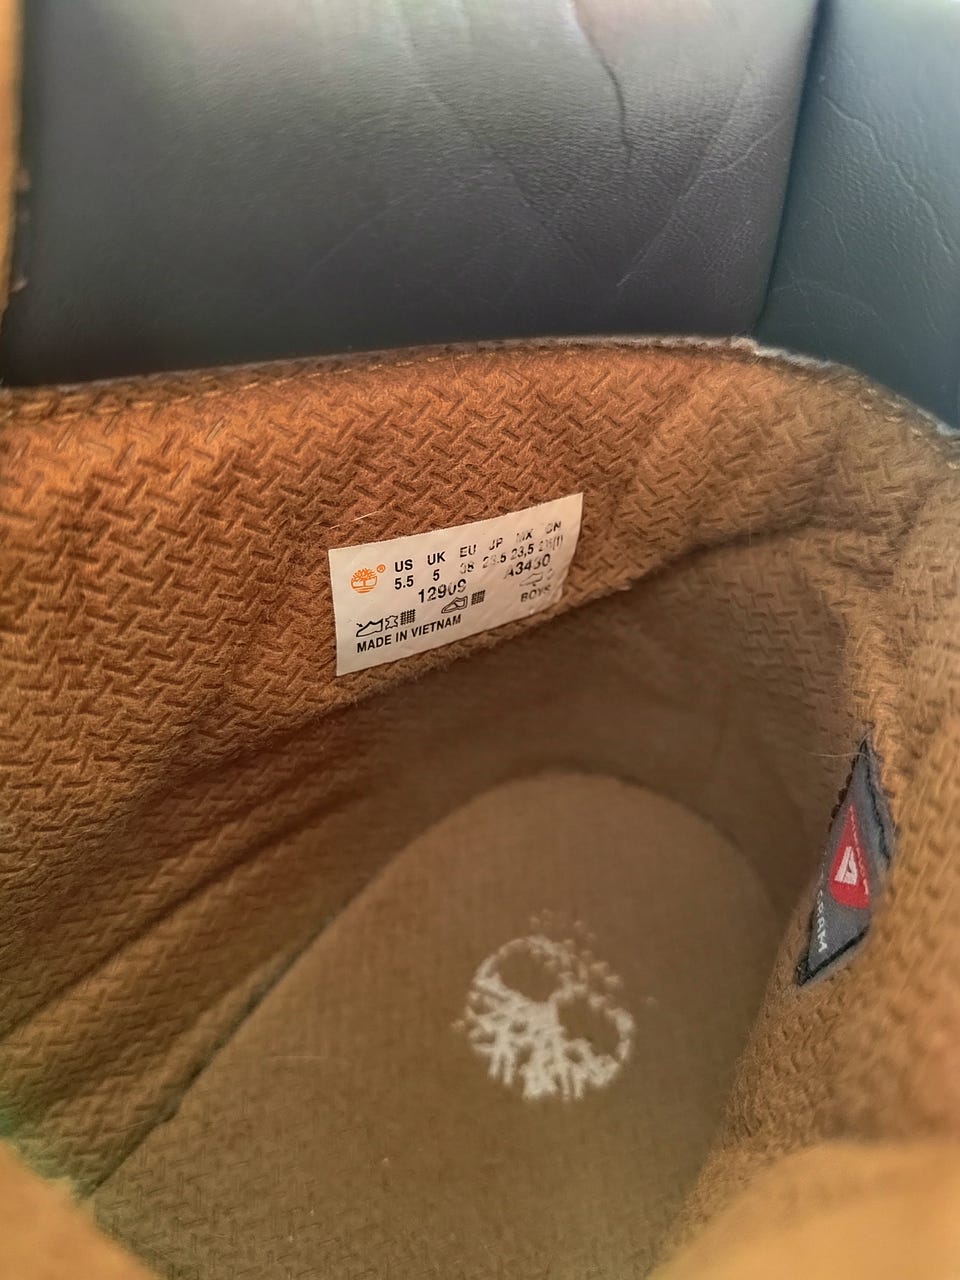 ®
US UK EU JP MX CN
5.5 5 38 23.5 23,5
12909 A3430
BOYS
MADE IN VIETNAM